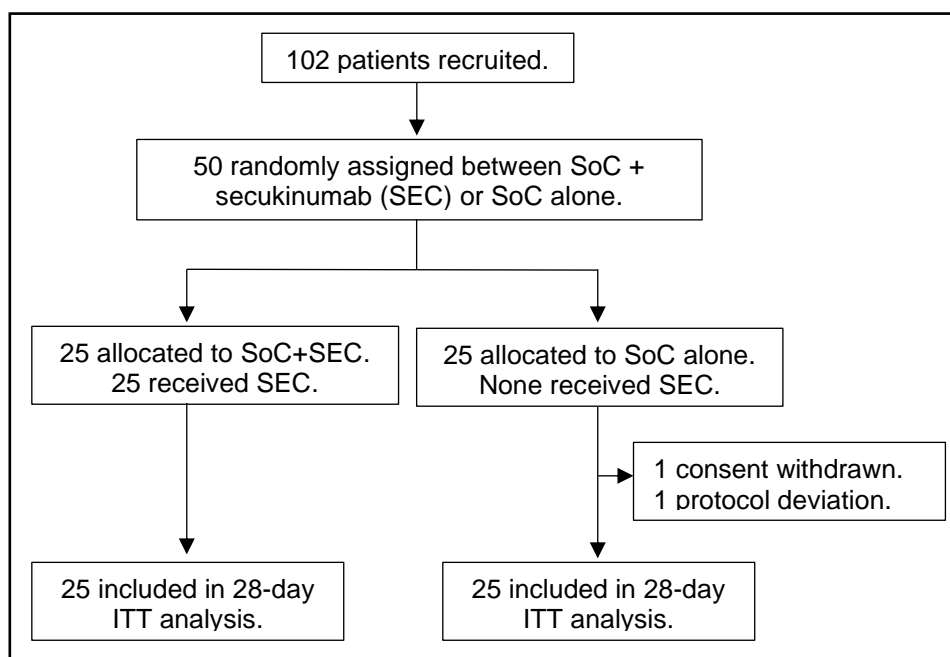 102 patients recruited.
50 randomly assigned between SoC +
secukinumab (SEC) or SoC alone.
25 allocated to SoC+SEC.
25 received SEC.
25 allocated to SoC alone.
None received SEC.
1 consent withdrawn.
1 protocol deviation.
25 included in 28-day
ITT analysis.
25 included in 28-day
ITT analysis.